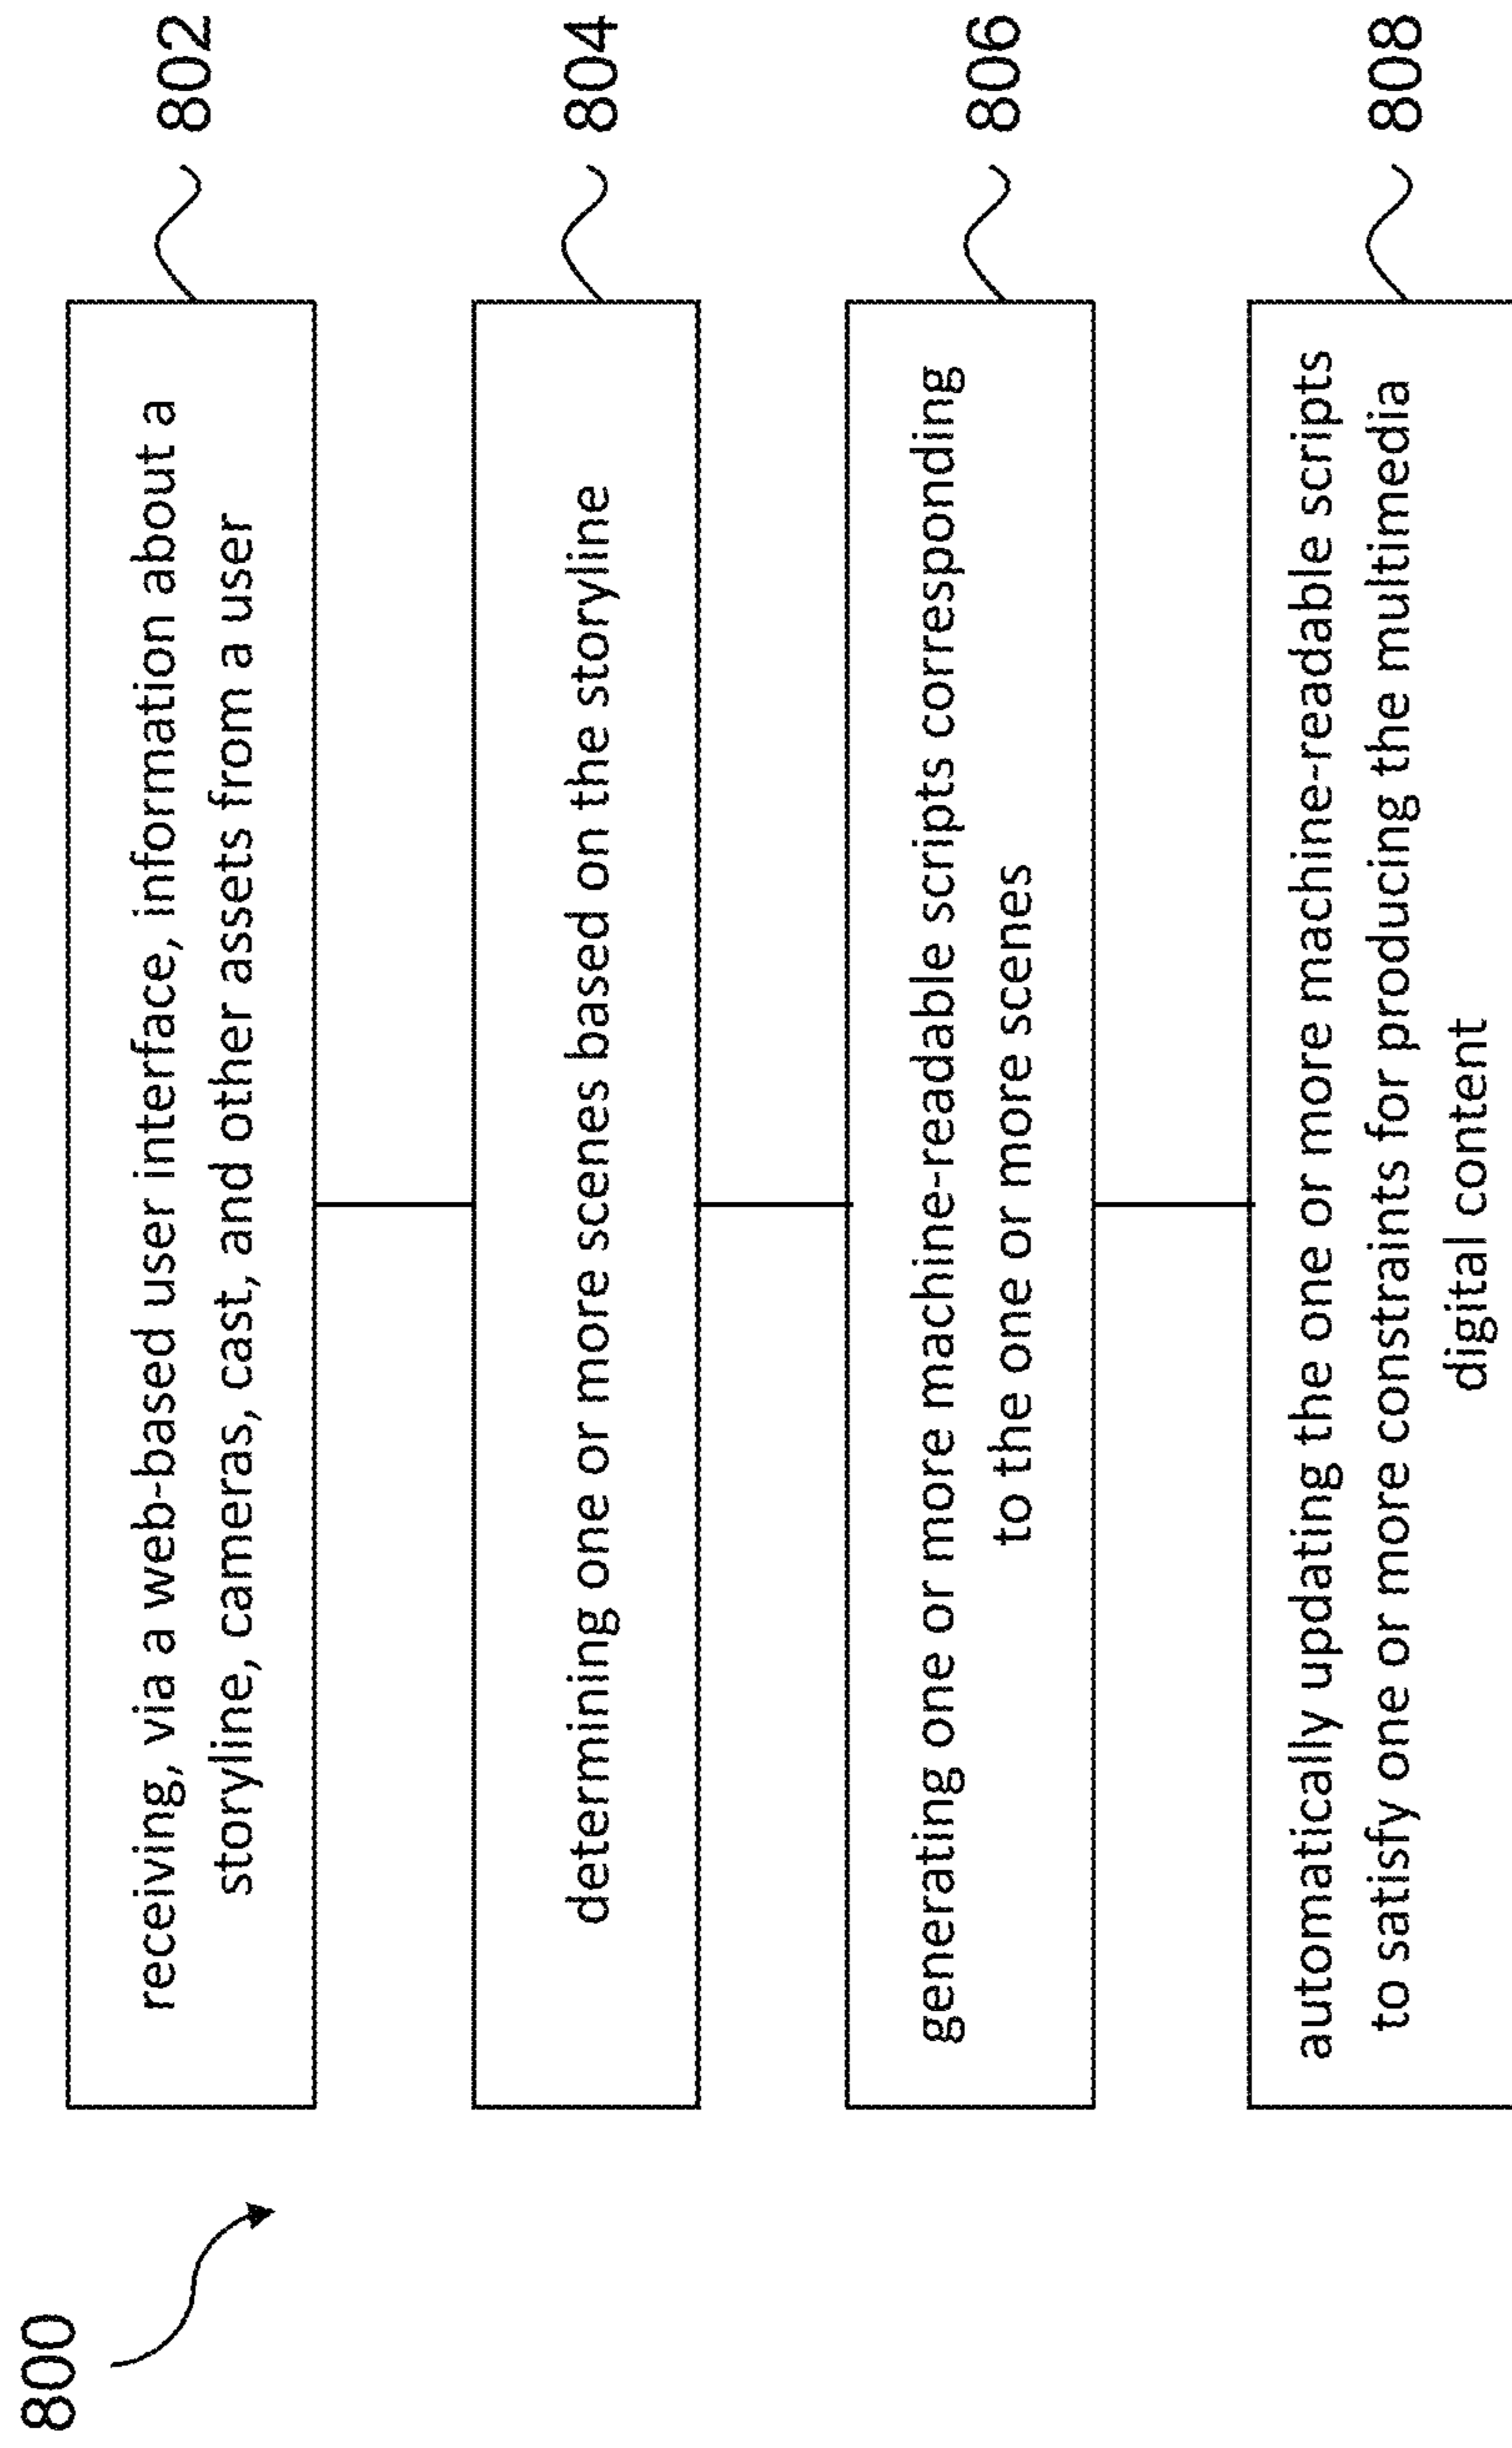 800
receiving, via a web-based user interface, information about a
storyline, cameras, cast, and other assets from a user
802
determining one or more scenes based on the storyline
804
generating one or more machine-readable scripts corresponding
to the one or more scenes
806
automatically updating the one or more machine-readable scripts
to satisfy one or more constraints for producing the multimedia
digital content
808